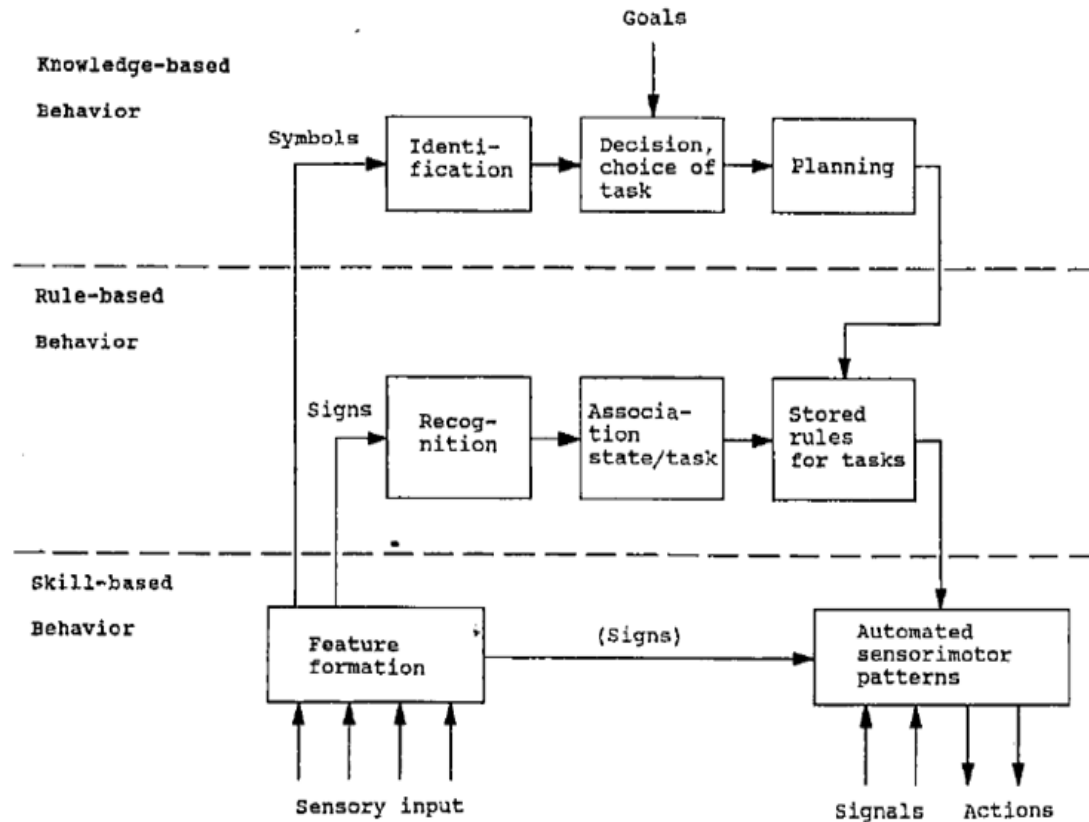 Goals
Knowledge-based
Behavior
Symbols
Identi-
fication
Decision,
choice of
task
Planning
Rule-based
Behavior
Signs
Recog-
nition
Associa-
tion
state/task
Stored
rules
for tasks
Skill-based
Behavior
Feature
formation
(Signs)
Automated
sensorimotor
patterns
Sensory input
Signals
Actions